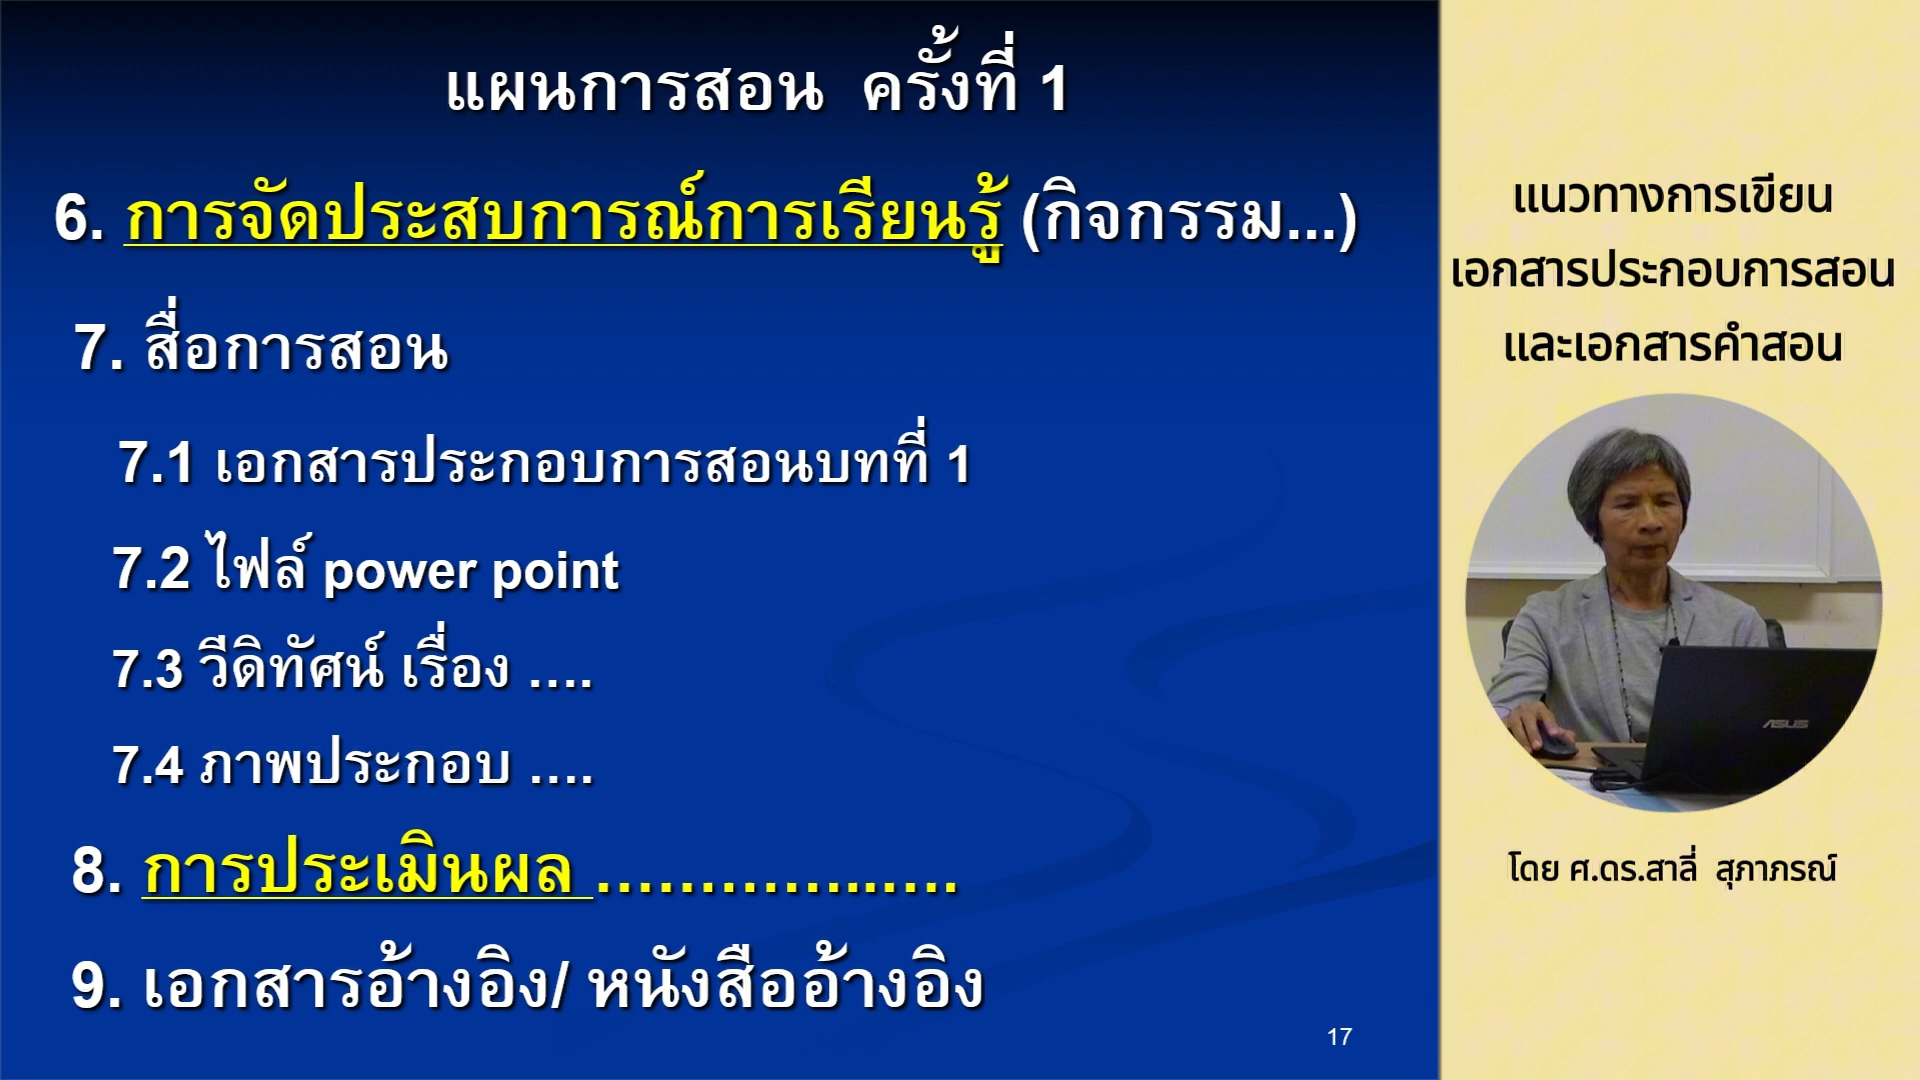 แผนการสอน ครั้งที่ 1
6. การจัดประสบการณ์การเรียนรู้ (กิจกรรม...)
7. สื่อการสอน
7.1 เอกสารประกอบการสอนบทที่ 1
7.2 ไฟล์ power point
7.3 วีดิทัศน์ เรื่อง ….
7.4 ภาพประกอบ ….
8. การประเมินผล …………..….
9. เอกสารอ้างอิง/ หนังสืออ้างอิง
17
แนวทางการเขียน
เอกสารประกอบการสอน
และเอกสารคำสอน
ASUS
โดย ศ.ดร.สาลี่ สุภาภรณ์